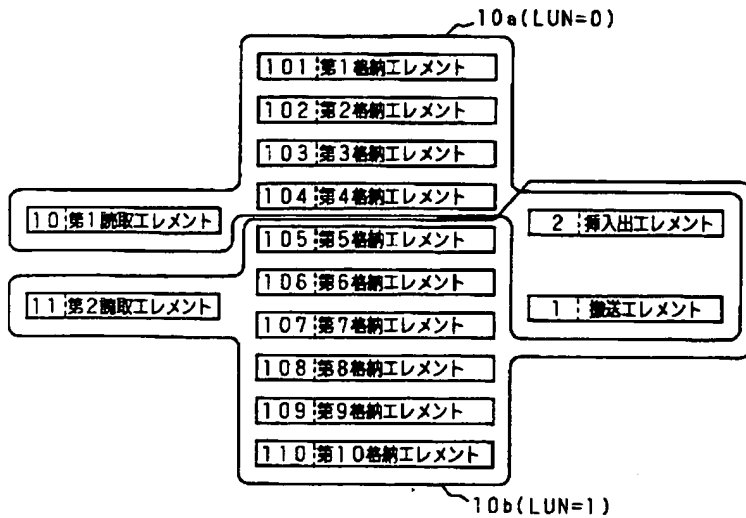 10a(LUN=0)
101 第1格納エレメント
102 第2格納エレメント
103 第3格納エレメント
104 第4格納エレメント
10 第1読取エレメント
2 挿入出エレメント
105 第5格納エレメント
106 第6格納エレメント
11 第2読取エレメント
1 搬送エレメント
107 第7格納エレメント
108 第8格納エレメント
109 第9格納エレメント
110 第10格納エレメント
10b(LUN=1)